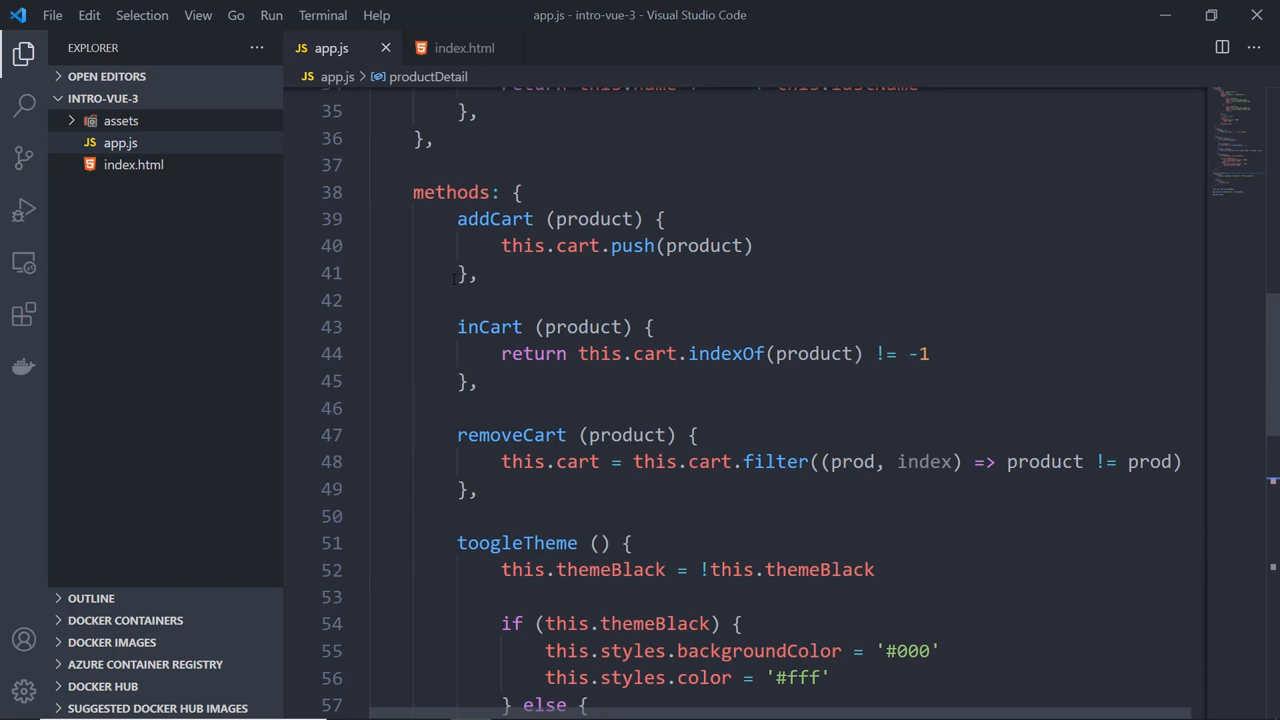 File Edit Selection View Go Run Terminal Help
app.js - intro-vue-3 - Visual Studio Code
EXPLORER
OPEN EDITORS
INTRO-VUE-3
assets
JS app.js
index.html
OUTLINE
DOCKER CONTAINERS
DOCKER IMAGES
AZURE CONTAINER REGISTRY
DOCKER HUB
SUGGESTED DOCKER HUB IMAGES
JS app.js
index.html
JS app.js > productDetail
return this.name + this.lastName
35 },
36 },
37
38 methods: {
39 addCart (product) {
40 this.cart.push(product)
41 },
42
43 inCart (product) {
44 return this.cart.indexOf(product) != -1
45 },
46
47 removeCart (product) {
48 this.cart = this.cart.filter((prod, index) => product != prod)
49 },
50
51 toogleTheme () {
52 this.themeBlack = !this.themeBlack
53
54 if (this.themeBlack) {
55 this.styles.backgroundColor = '#000'
56 this.styles.color = '#fff'
57 } else {